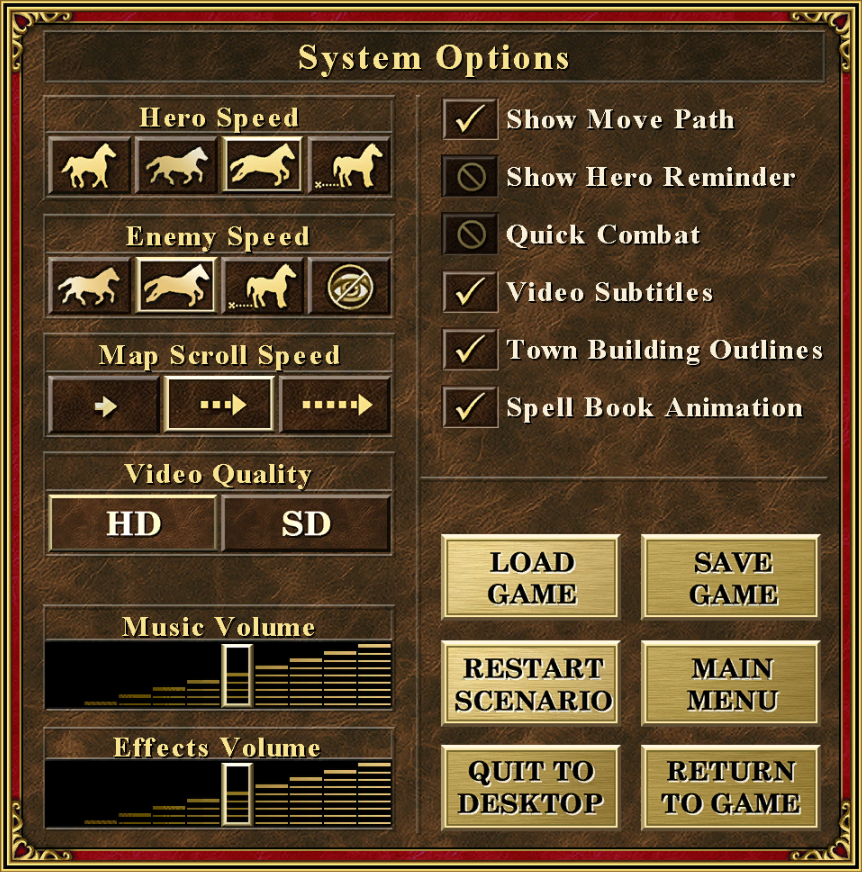 System Options
Hero Speed
Enemy Speed
Map Scroll Speed
Video Quality
HD
SD
Music Volume
Effects Volume
Show Move Path
Show Hero Reminder
Quick Combat
Video Subtitles
Town Building Outlines
Spell Book Animation
LOAD
GAME
SAVE
GAME
RESTART
SCENARIO
MAIN
MENU
QUIT TO
DESKTOP
RETURN
TO GAME